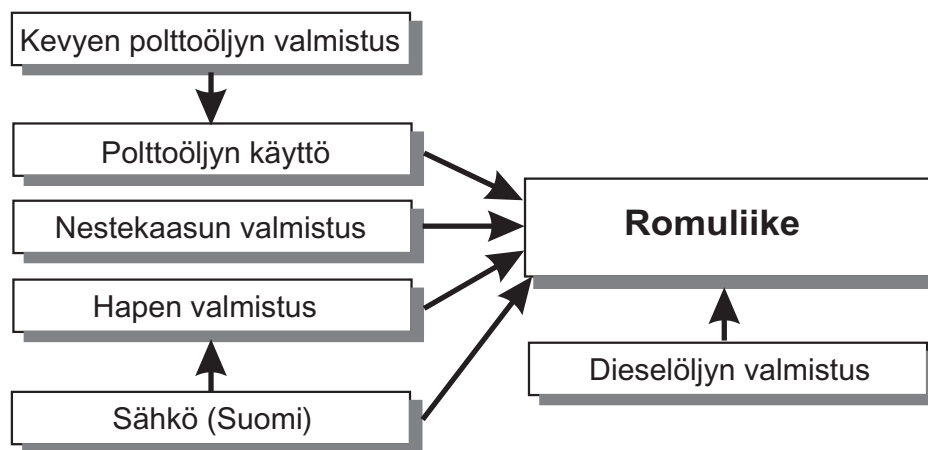 Kevyen polttoöljyn valmistus
Polttoöljyn käyttö
Nestekaasun valmistus
Romuliike
Hapen valmistus
Dieselöljyn valmistus
Sähkö (Suomi)